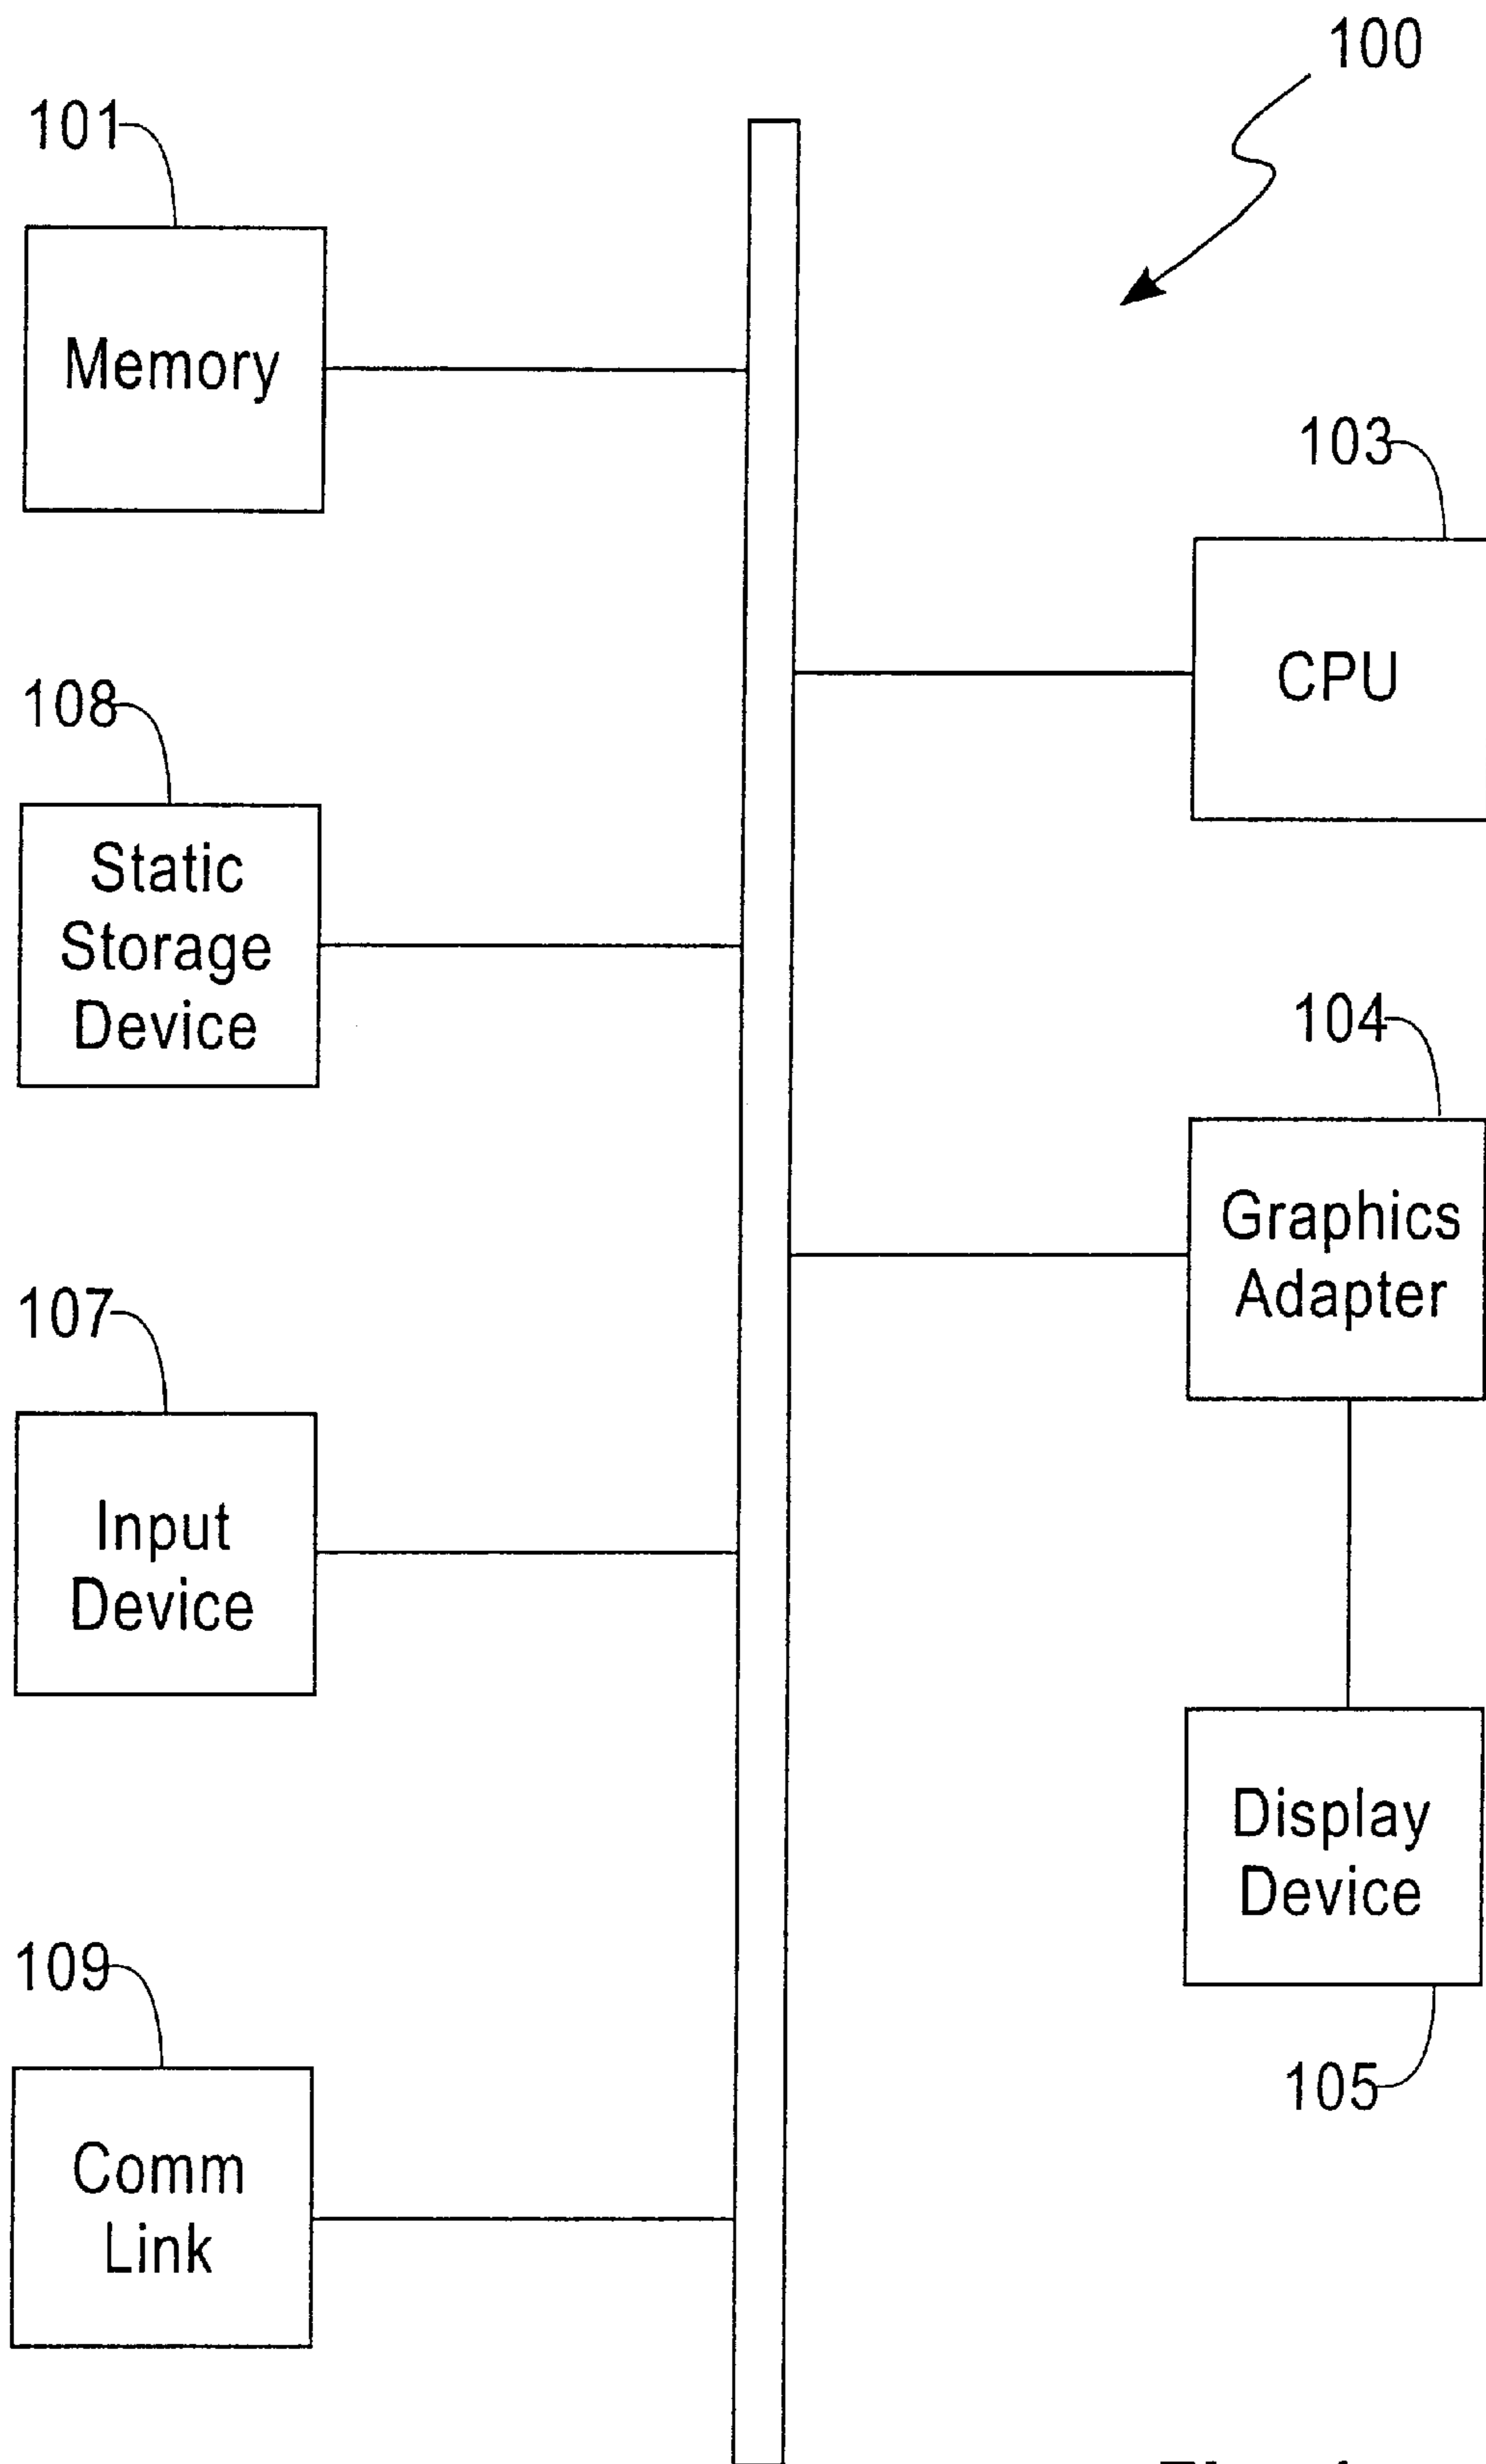 100
101
Memory
103
CPU
108
Static
Storage
Device
104
Graphics
Adapter
107
Input
Device
Display
Device
105
109
Comm
Link